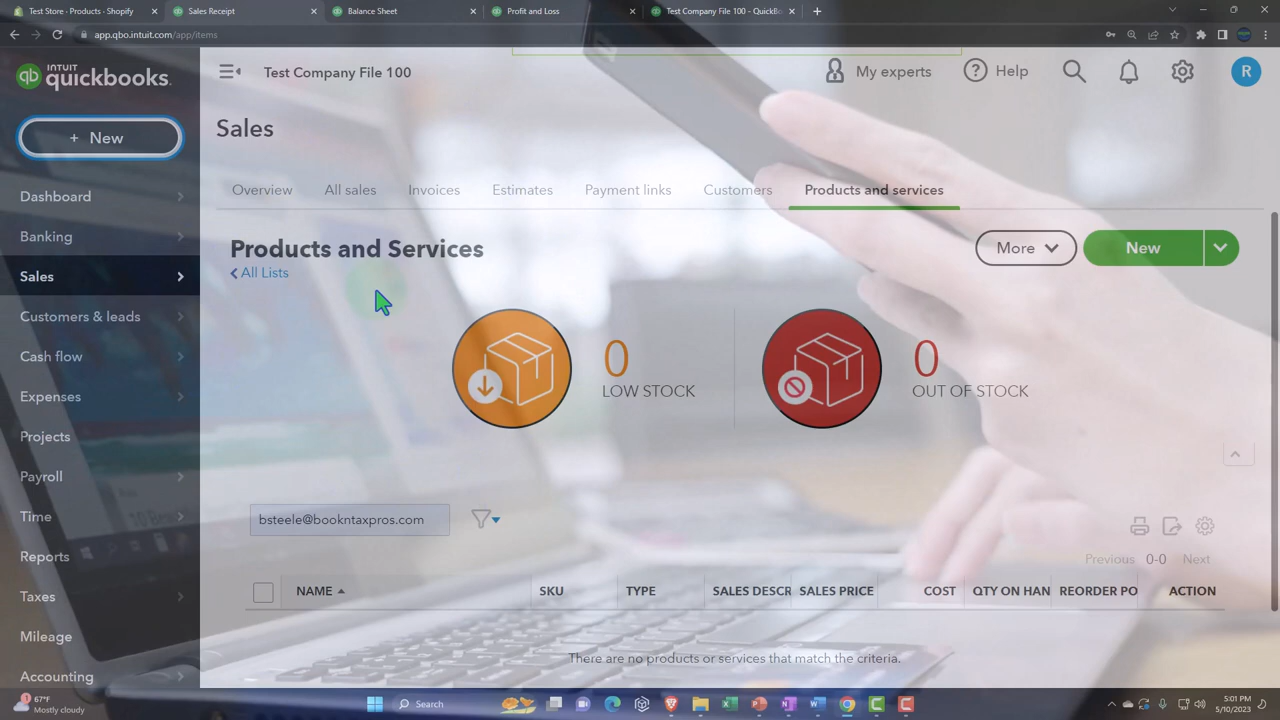 Test Store · Products · Shopify
Sales Receipt
Balance Sheet
Profit and Loss
Test Company File 100 - QuickBo
app.qbo.intuit.com/app/items
INTUIT
quickbooks.
Test Company File 100
My experts
Help
R
+ New
Sales
Dashboard
Banking
Sales
Customers & leads
Cash flow
Expenses
Projects
Payroll
Time
Reports
Taxes
Mileage
Accounting
Overview
All sales
Invoices
Estimates
Payment links
Customers
Products and services
Products and Services
All Lists
More
New
0
LOW STOCK
0
OUT OF STOCK
bsteele@bookntaxpros.com
Previous 0-0 Next
NAME SKU TYPE SALES DESCR SALES PRICE COST QTY ON HAN REORDER PO ACTION
There are no products or services that match the criteria.
67°F
Mostly cloudy
Search
5:01 PM
5/10/2023